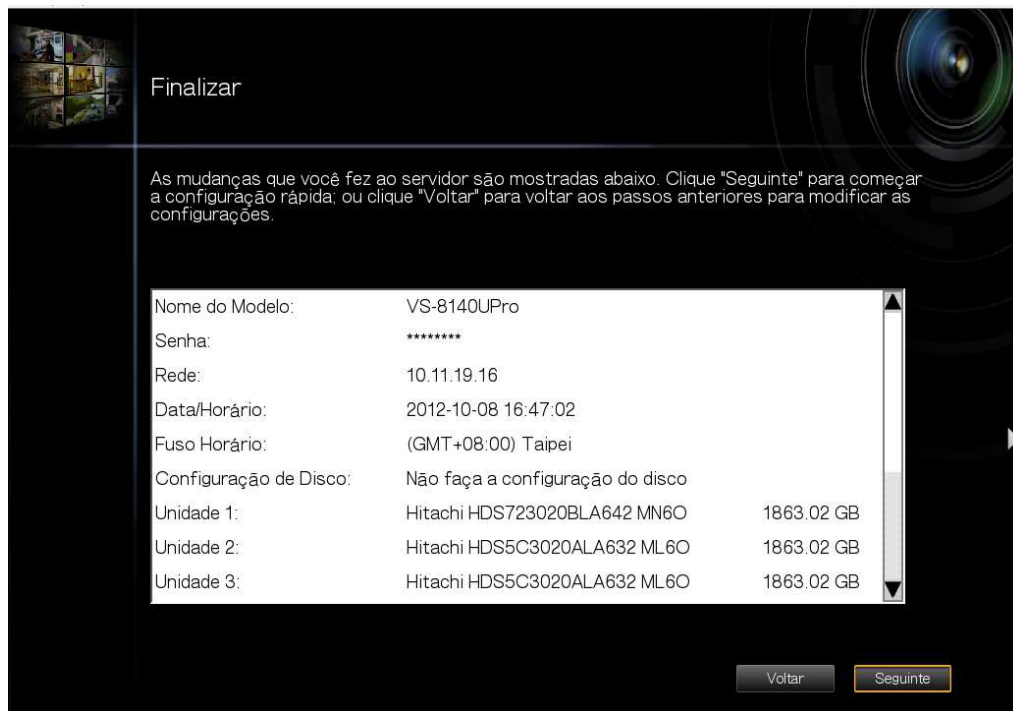 Finalizar
As mudanças que você fez ao servidor são mostradas abaixo. Clique "Seguinte" para começar
a configuração rápida; ou clique "Voltar" para voltar aos passos anteriores para modificar as
configurações.
Nome do Modelo: VS-8140UPro
Senha: ********
Rede: 10.11.19.16
Data/Horário: 2012-10-08 16:47:02
Fuso Horário: (GMT+08:00) Taipei
Configuração de Disco: Não faça a configuração do disco
Unidade 1: Hitachi HDS723020BLA642 MN6O 1863.02 GB
Unidade 2: Hitachi HDS5C3020ALA632 ML6O 1863.02 GB
Unidade 3: Hitachi HDS5C3020ALA632 ML6O 1863.02 GB
Voltar Seguinte